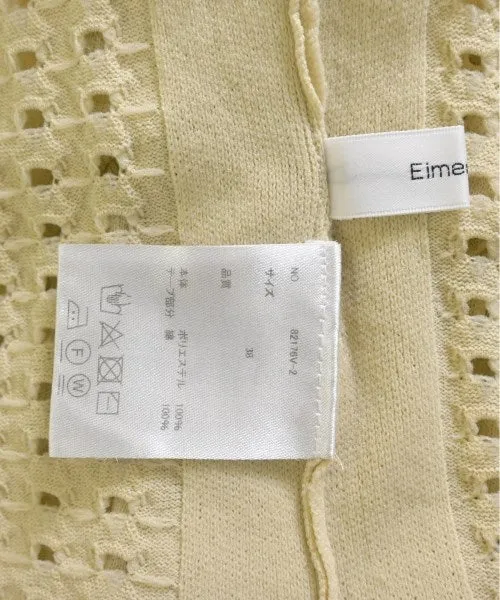 Eime
NO 82176V-2
サイズ 38
品質
本体 ポリエステル 100%
テープ部分 綿 100%
F
W